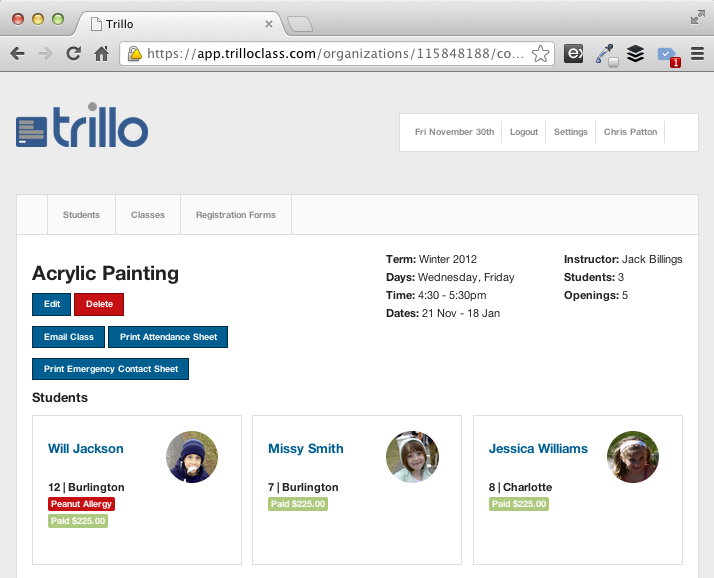 Trillo
https://app.trilloclass.com/organizations/115848188/co...
ex
1
trillo
Fri November 30th Logout Settings Chris Patton
Students Classes Registration Forms
Acrylic Painting
Edit Delete
Email Class Print Attendance Sheet
Print Emergency Contact Sheet
Term: Winter 2012
Days: Wednesday, Friday
Time: 4:30 - 5:30pm
Dates: 21 Nov - 18 Jan
Instructor: Jack Billings
Students: 3
Openings: 5
Students
Will Jackson
12 | Burlington
Peanut Allergy
Paid $225.00
Missy Smith
7 | Burlington
Paid $225.00
Jessica Williams
8 | Charlotte
Paid $225.00